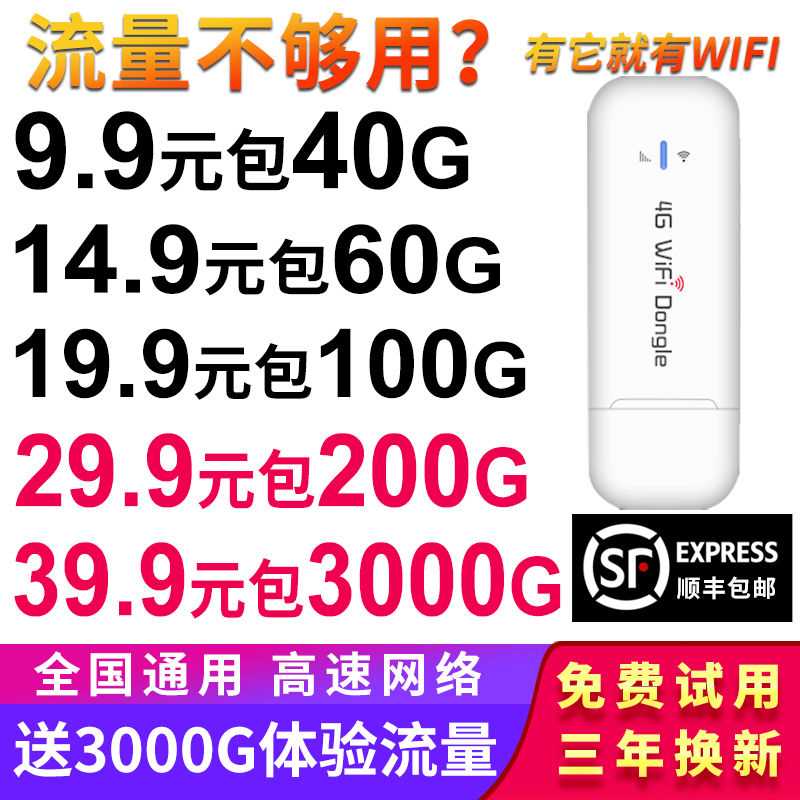 流量不够用？
有它就有WIFI
9.9元包40G
14.9元包60G
19.9元包100G
29.9元包200G
39.9元包3000G
4G WiFi Dongle
SF EXPRESS
顺丰包邮
全国通用 高速网络
送3000G体验流量
免费试用
三年换新